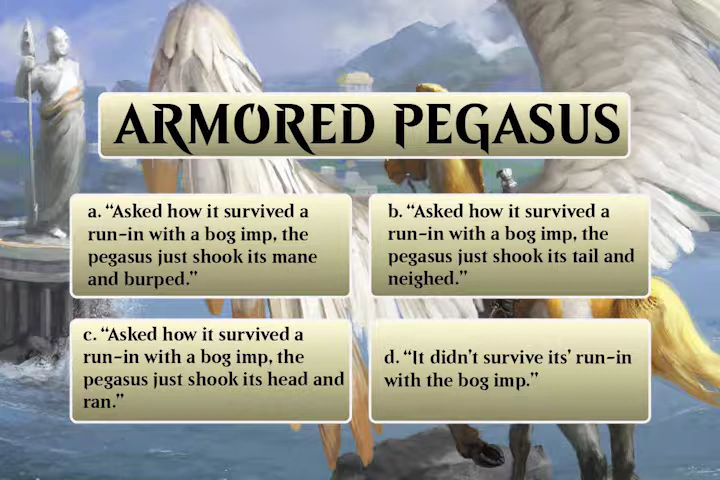 ARMORED PEGASUS
a. “Asked how it survived a
run-in with a bog imp, the
pegasus just shook its mane
and burped.”
b. “Asked how it survived a
run-in with a bog imp, the
pegasus just shook its tail and
neighed.”
c. “Asked how it survived a
run-in with a bog imp, the
pegasus just shook its head and
ran.”
d. “It didn’t survive its’ run-in
with the bog imp.”